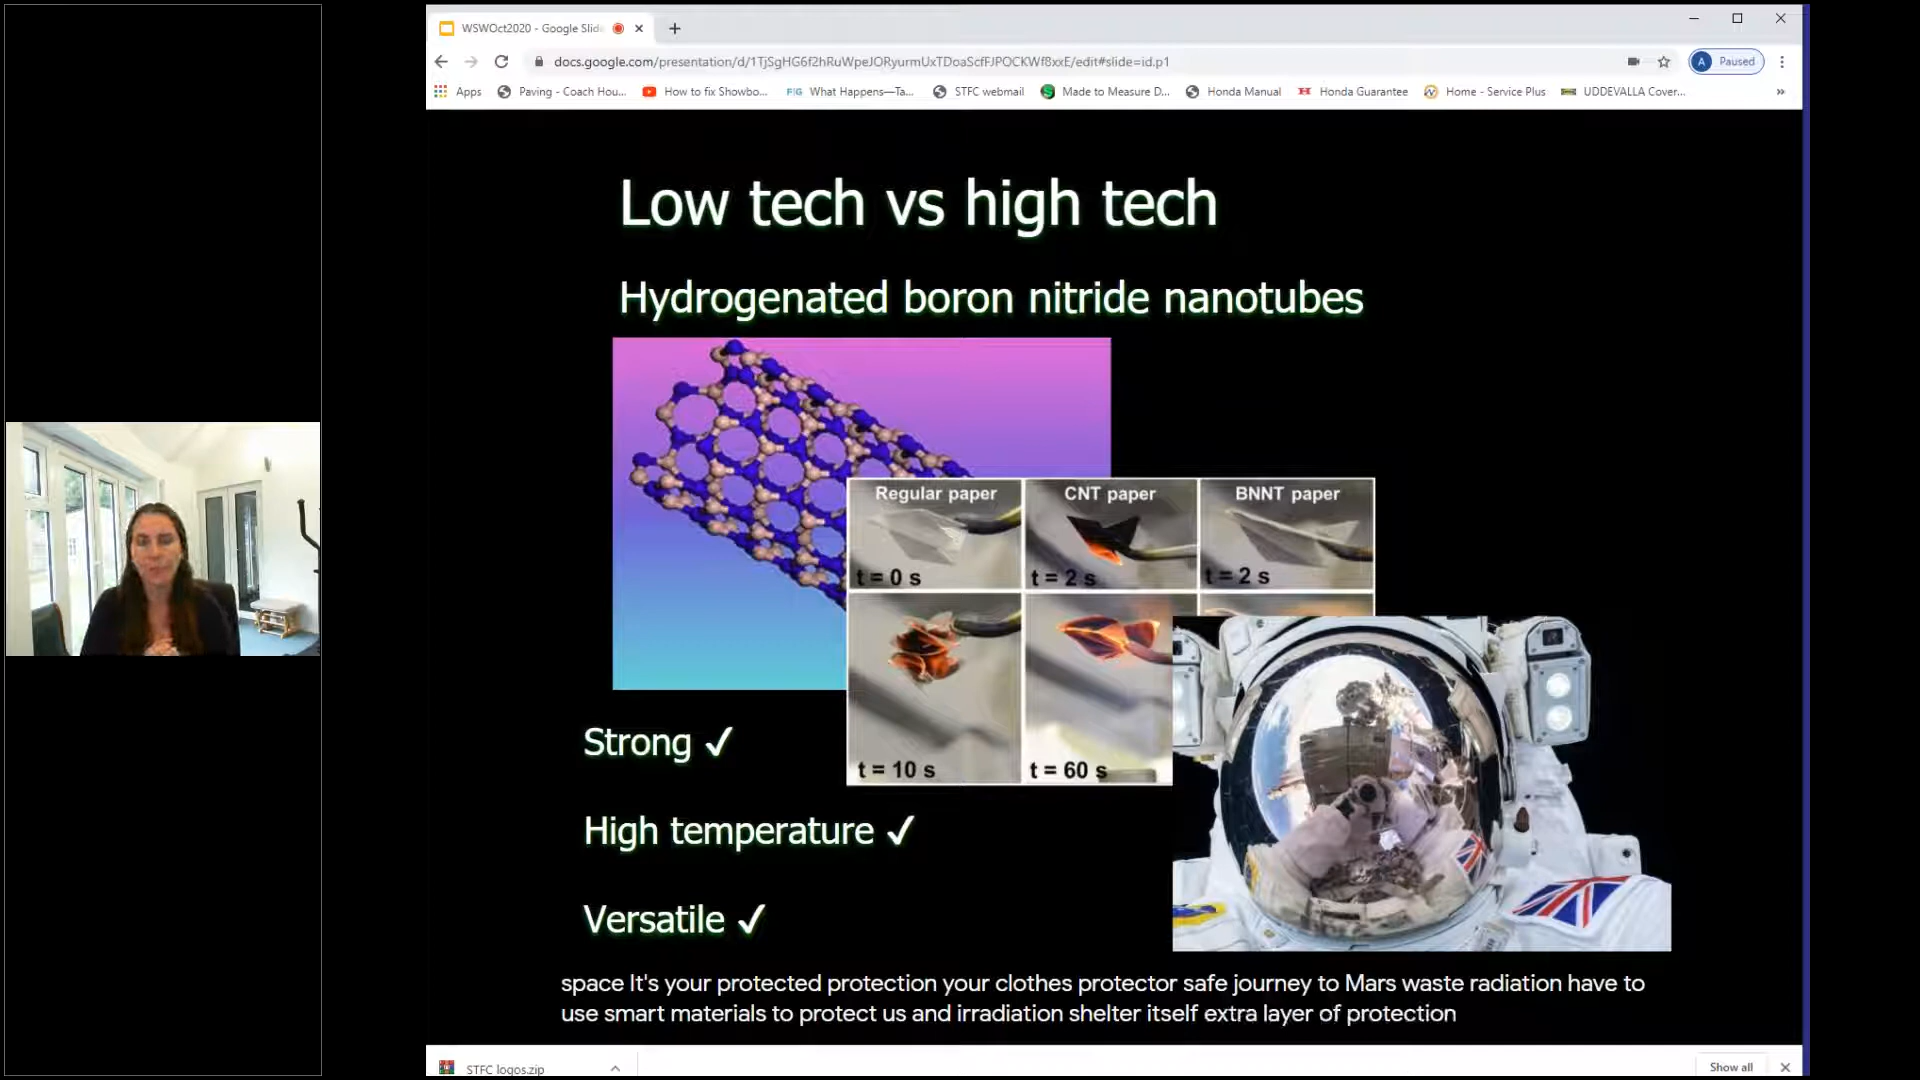 WSWOct2020 - Google Slid
docs.google.com/presentation/d/1TjSgHG6f2hRuWpeJORyurmUxTDoaScfFJPOCKWf8xxE/edit#slide=id.p1
A Paused
Apps
Paving - Coach Hou...
How to fix Showbo...
FIG What Happens—Ta...
STFC webmail
Made to Measure D...
Honda Manual
Honda Guarantee
Home - Service Plus
UDDEVALLA Cover...
»
Low tech vs high tech
Hydrogenated boron nitride nanotubes
Regular paper
CNT paper
BNNT paper
t = 0 s
t = 2 s
t = 2 s
t = 10 s
t = 60 s
Strong ✓
High temperature ✓
Versatile ✓
space It's your protected protection your clothes protector safe journey to Mars waste radiation have to
use smart materials to protect us and irradiation shelter itself extra layer of protection
STFC logos.zip
Show all